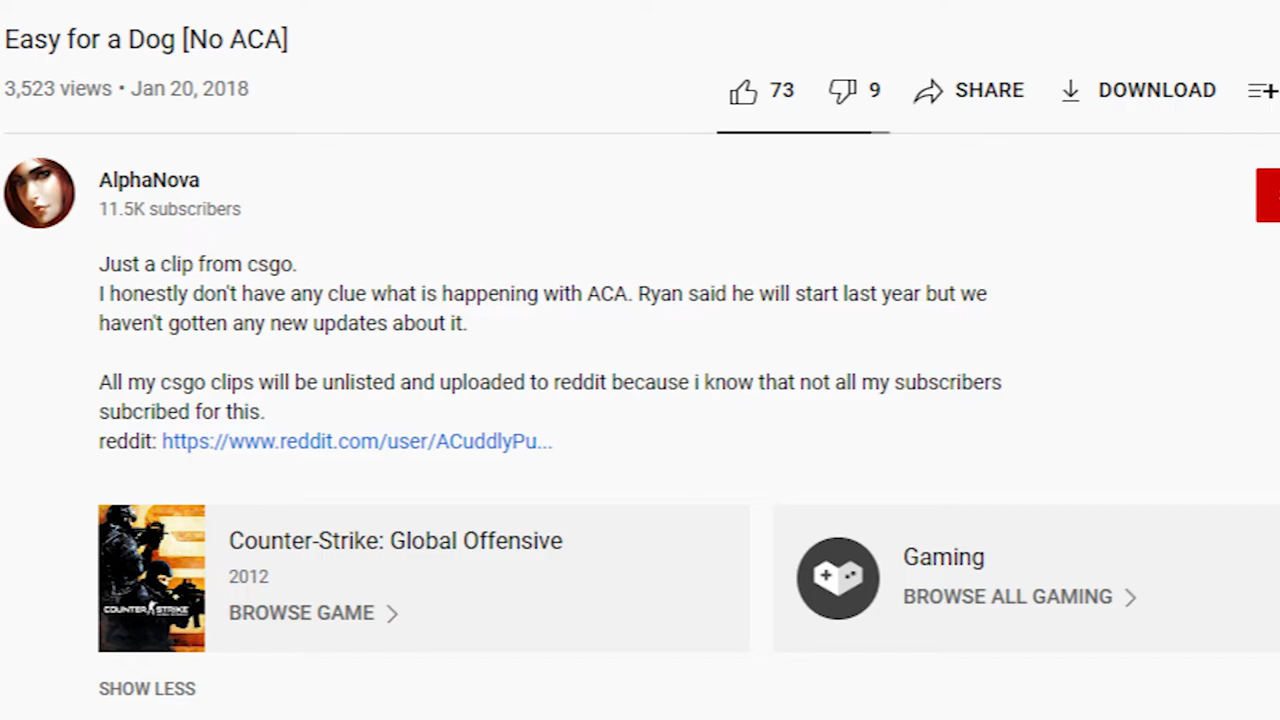 Easy for a Dog [No ACA]
3,523 views • Jan 20, 2018
73 9 SHARE DOWNLOAD
AlphaNova
11.5K subscribers
Just a clip from csgo.
I honestly don't have any clue what is happening with ACA. Ryan said he will start last year but we
haven't gotten any new updates about it.
All my csgo clips will be unlisted and uploaded to reddit because i know that not all my subscribers
subcribed for this.
reddit: https://www.reddit.com/user/ACuddlyPu...
COUNTER STRIKE
Counter-Strike: Global Offensive
2012
BROWSE GAME
Gaming
BROWSE ALL GAMING
SHOW LESS